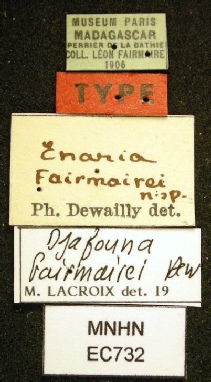 MUSEUM PARIS
MADAGASCAR
PERRIER DE LA BATHIE
COLL. LÉON FAIRMAIRE
1906
TYPE
Enaria
Fairmairei
n. sp.
Ph. Dewailly det.
Djafouna
fairmairei Dew
M. LACROIX det. 19
MNHN
EC732